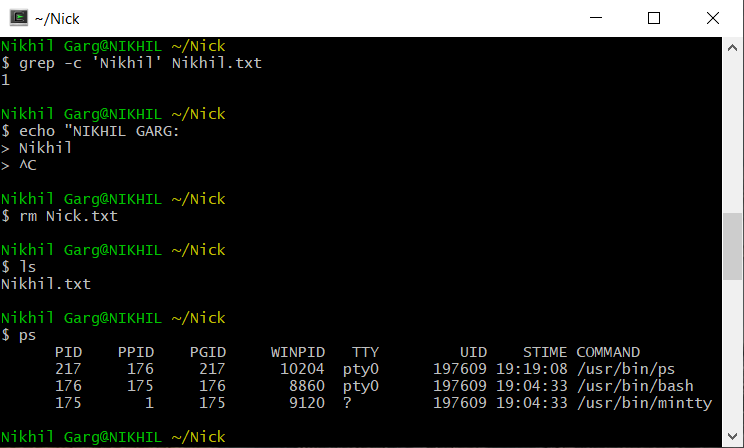 ~/Nick
Nikhil Garg@NIKHIL ~/Nick
$ grep -c 'Nikhil' Nikhil.txt
1
Nikhil Garg@NIKHIL ~/Nick
$ echo "NIKHIL GARG:
> Nikhil
> ^C
Nikhil Garg@NIKHIL ~/Nick
$ rm Nick.txt
Nikhil Garg@NIKHIL ~/Nick
$ ls
Nikhil.txt
Nikhil Garg@NIKHIL ~/Nick
$ ps
      PID    PPID    PGID     WINPID   TTY         UID    STIME COMMAND
      217     176     217      10204  pty0      197609 19:19:08 /usr/bin/ps
      176     175     176       8860  pty0      197609 19:04:33 /usr/bin/bash
      175       1     175       9120  ?         197609 19:04:33 /usr/bin/mintty
Nikhil Garg@NIKHIL ~/Nick